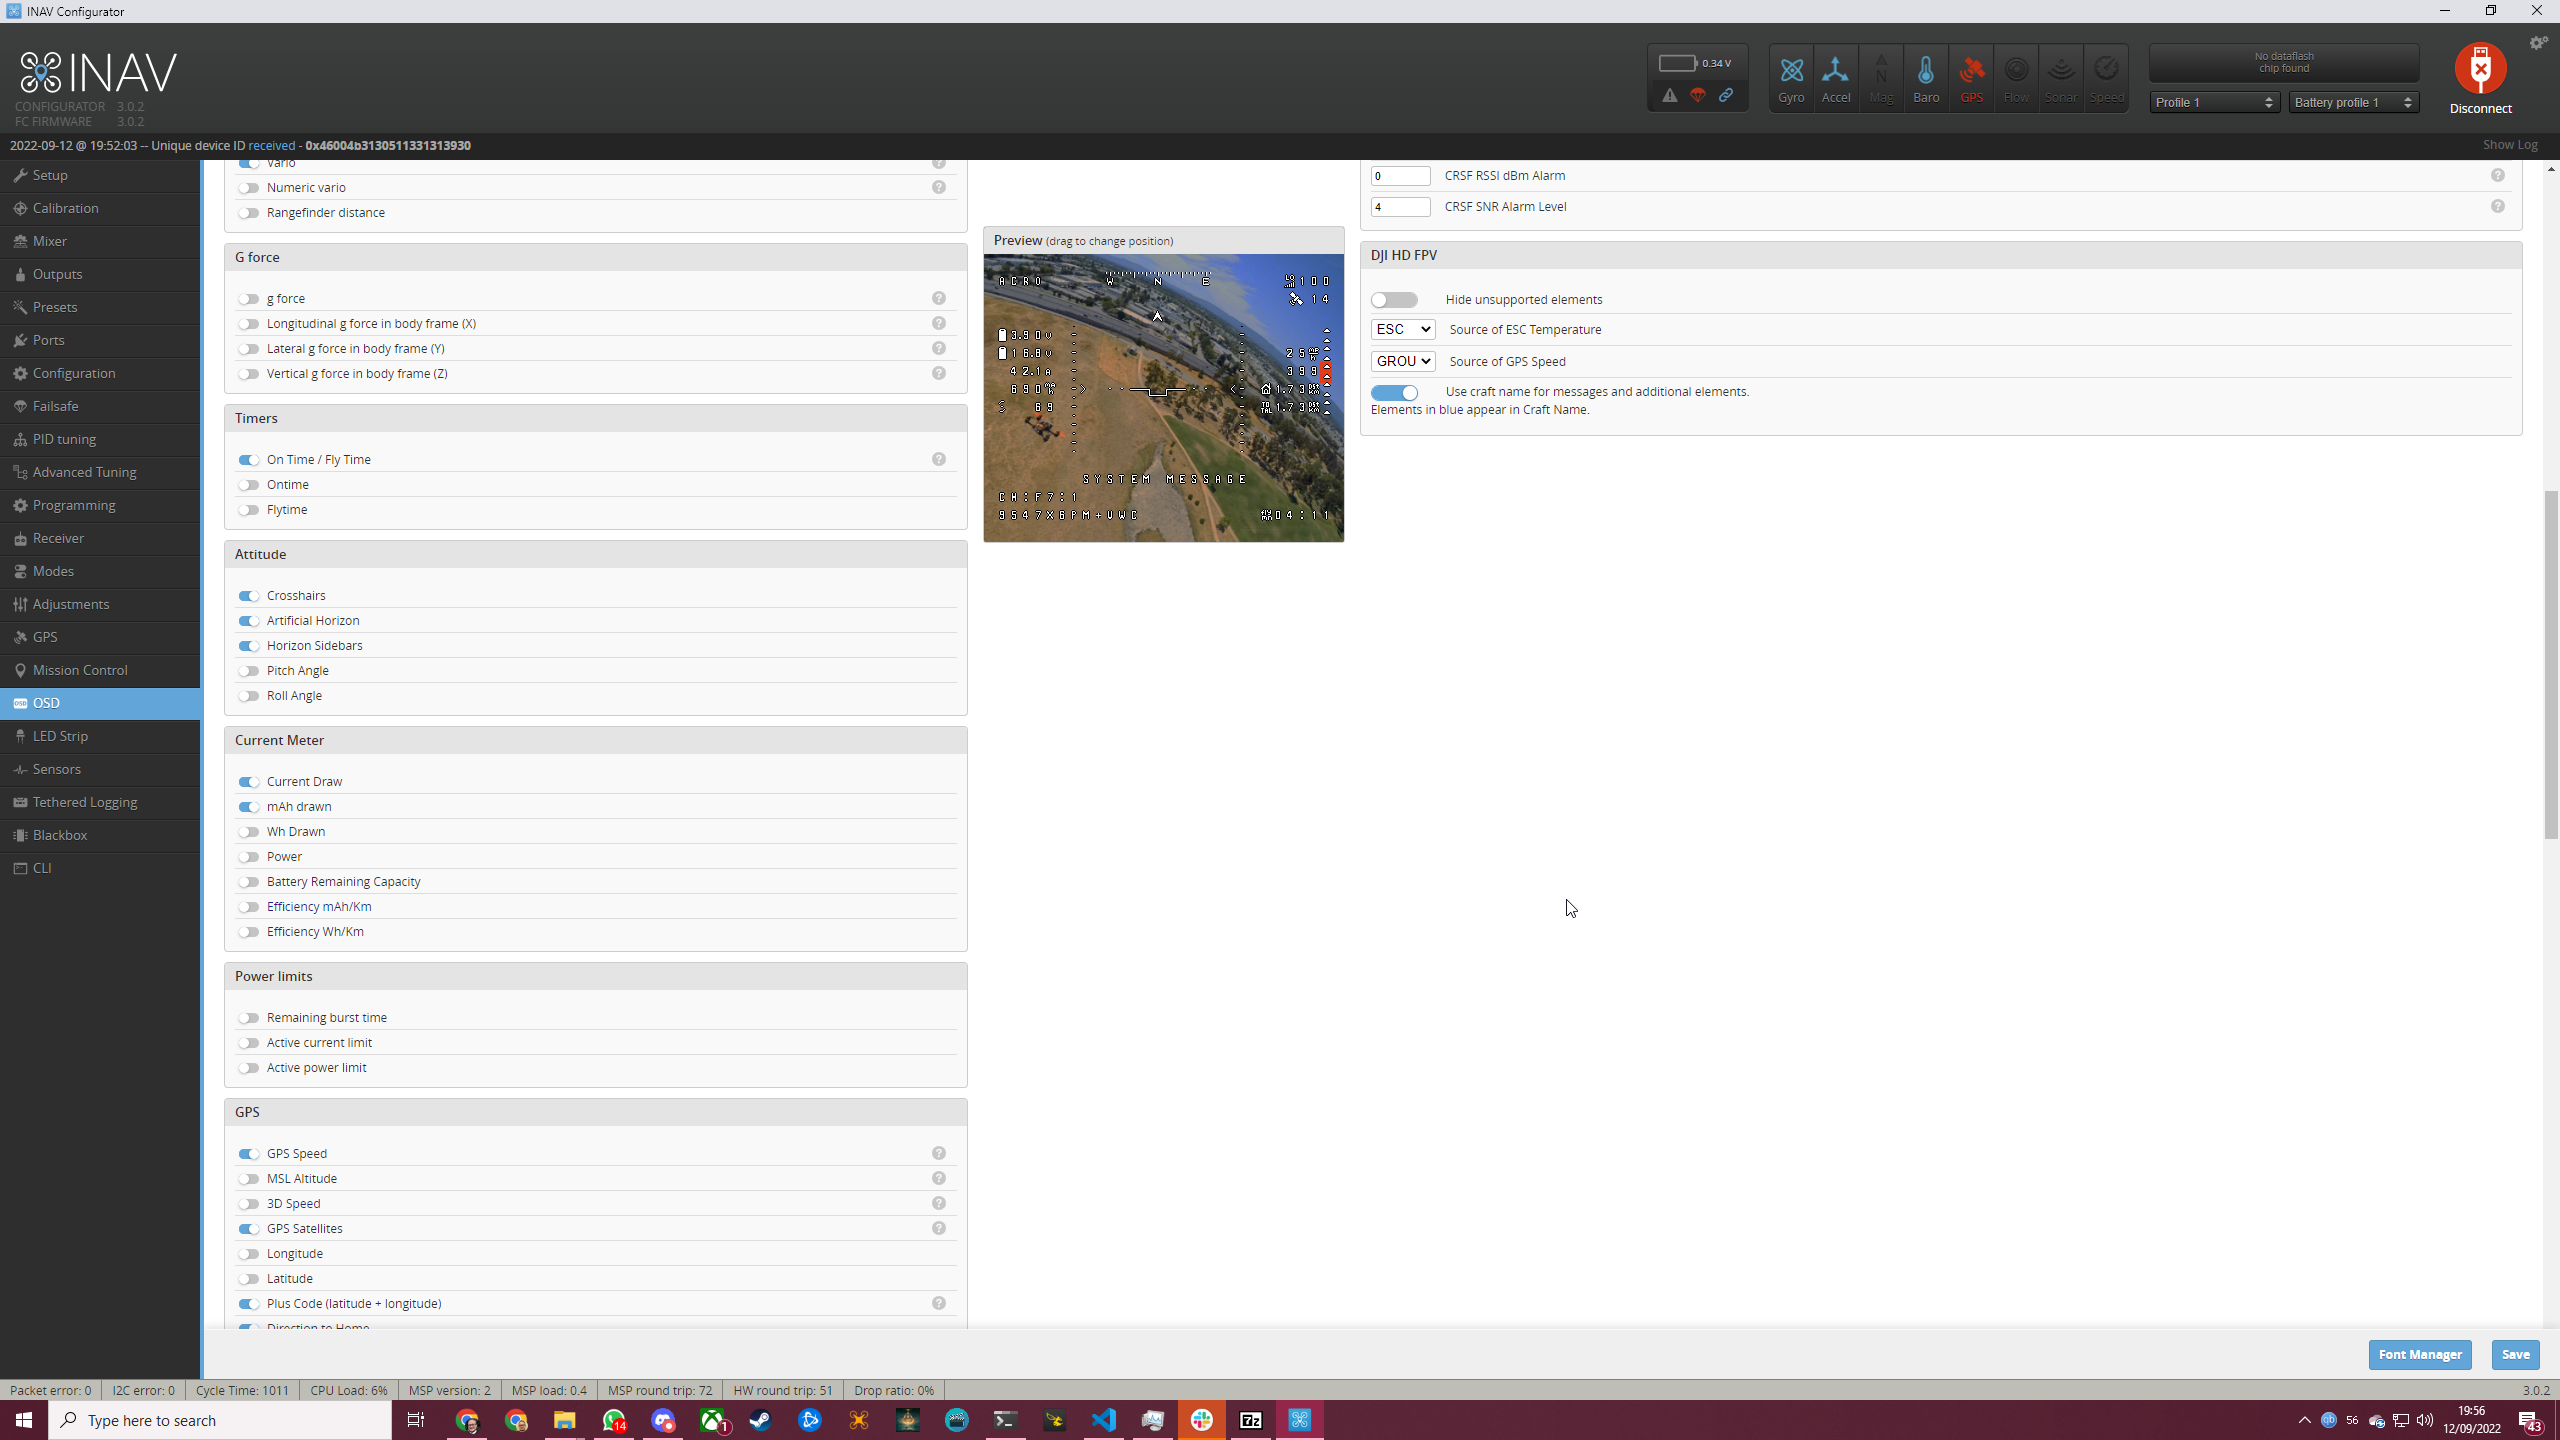 INAV Configurator
INAV
CONFIGURATOR 3.0.2
FC FIRMWARE 3.0.2
0.34 V
Gyro Accel Mag Baro GPS Flow Sonar Speed
No dataflash
chip found
Profile 1
Battery profile 1
Disconnect
2022-09-12 @ 19:52:03 -- Unique device ID received - 0x46004b3130511331313930
Show Log
Setup
Calibration
Mixer
Outputs
Presets
Ports
Configuration
Failsafe
PID tuning
Advanced Tuning
Programming
Receiver
Modes
Adjustments
GPS
Mission Control
OSD
LED Strip
Sensors
Tethered Logging
Blackbox
CLI
Vario
Numeric vario
Rangefinder distance
G force
g force
Longitudinal g force in body frame (X)
Lateral g force in body frame (Y)
Vertical g force in body frame (Z)
Timers
On Time / Fly Time
Ontime
Flytime
Attitude
Crosshairs
Artificial Horizon
Horizon Sidebars
Pitch Angle
Roll Angle
Current Meter
Current Draw
mAh drawn
Wh Drawn
Power
Battery Remaining Capacity
Efficiency mAh/Km
Efficiency Wh/Km
Power limits
Remaining burst time
Active current limit
Active power limit
GPS
GPS Speed
MSL Altitude
3D Speed
GPS Satellites
Longitude
Latitude
Plus Code (latitude + longitude)
Direction to Home
Preview (drag to change position)
ACRO
W N E
100
14
3.90V
16.8V
42.1A
690
69
25
399
1.73
1.73
SYSTEM MESSAGE
CH:F7:1
9547X6PM+VWC
04:11
0 CRSF RSSI dBm Alarm
4 CRSF SNR Alarm Level
DJI HD FPV
Hide unsupported elements
ESC Source of ESC Temperature
GROU Source of GPS Speed
Use craft name for messages and additional elements.
Elements in blue appear in Craft Name.
Font Manager
Save
Packet error: 0
I2C error: 0
Cycle Time: 1011
CPU Load: 6%
MSP version: 2
MSP load: 0.4
MSP round trip: 72
HW round trip: 51
Drop ratio: 0%
3.0.2
Type here to search
14
1
7z
qb
56
19:56
12/09/2022
43